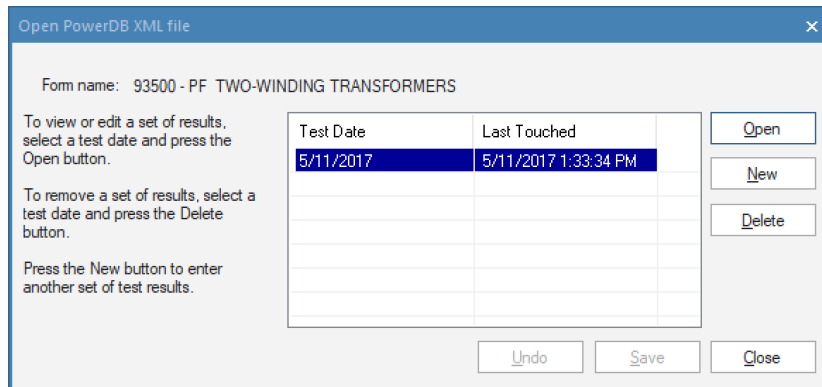 Open PowerDB XML file
Form name: 93500 - PF TWO-WINDING TRANSFORMERS
To view or edit a set of results,
select a test date and press the
Open button.
To remove a set of results, select a
test date and press the Delete
button.
Press the New button to enter
another set of test results.
Test Date Last Touched
5/11/2017 5/11/2017 1:33:34 PM
Open
New
Delete
Undo Save Close